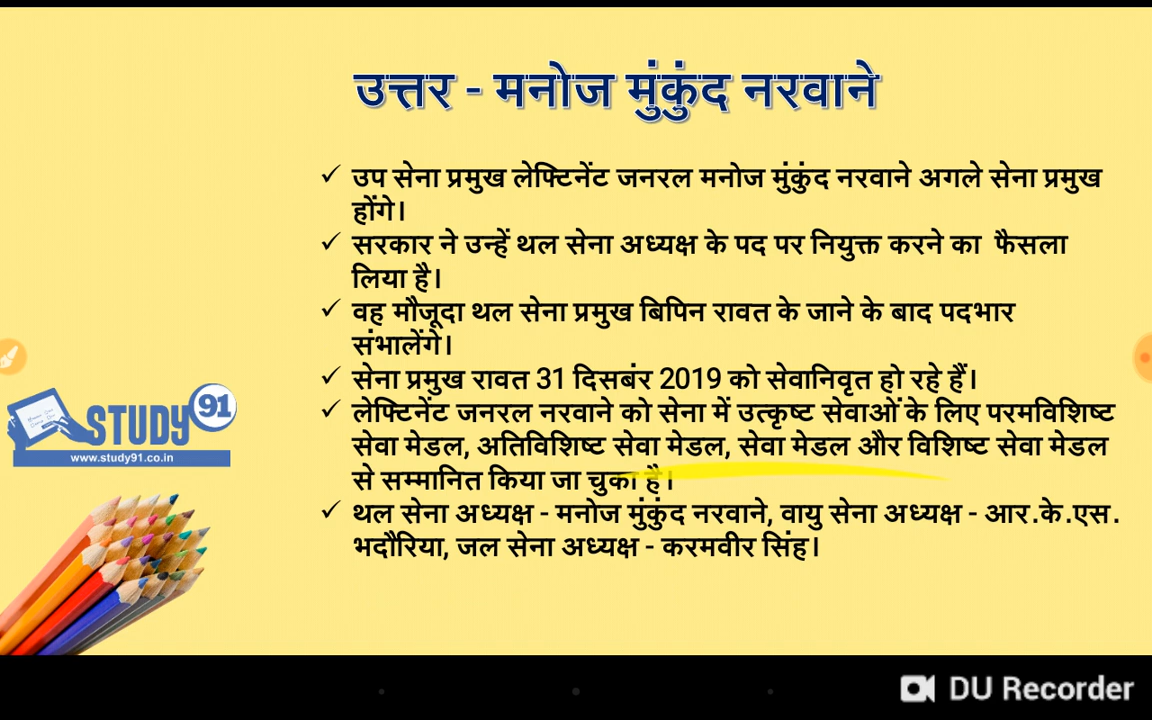 उत्तर - मनोज मुंकुंद नरवाने
✓ उप सेना प्रमुख लेफ्टिनेंट जनरल मनोज मुंकुंद नरवाने अगले सेना प्रमुख
होंगे।
✓ सरकार ने उन्हें थल सेना अध्यक्ष के पद पर नियुक्त करने का फैसला
लिया है।
✓ वह मौजूदा थल सेना प्रमुख बिपिन रावत के जाने के बाद पदभार
संभालेंगे।
✓ सेना प्रमुख रावत 31 दिसबंर 2019 को सेवानिवृत हो रहे हैं।
✓ लेफ्टिनेंट जनरल नरवाने को सेना में उत्कृष्ट सेवाओं के लिए परमविशिष्ट
सेवा मेडल, अतिविशिष्ट सेवा मेडल, सेवा मेडल और विशिष्ट सेवा मेडल
से सम्मानित किया जा चुका है।
✓ थल सेना अध्यक्ष - मनोज मुंकुंद नरवाने, वायु सेना अध्यक्ष - आर.के.एस.
भदौरिया, जल सेना अध्यक्ष - करमवीर सिंह।
STUDY 91
www.study91.co.in
DU Recorder